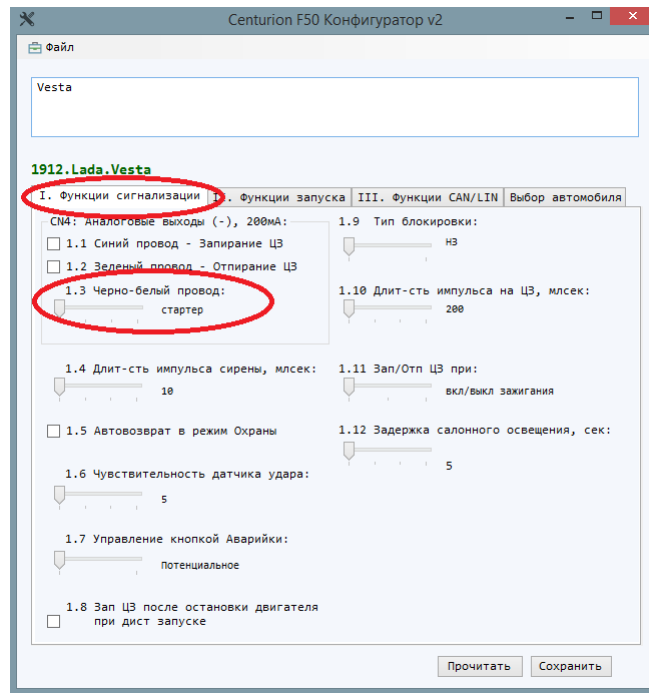 Centurion F50 Конфигуратор v2
Файл
Vesta
1912.Lada.Vesta
I. Функции сигнализации II. Функции запуска III. Функции CAN/LIN Выбор автомобиля
CN4: Аналоговые выходы (-), 200мА:
1.1 Синий провод - Запирание ЦЗ
1.2 Зеленый провод - Отпирание ЦЗ
1.3 Черно-белый провод:
стартер
1.4 Длит-сть импульса сирены, млсек:
10
1.5 Автовозврат в режим Охраны
1.6 Чувствительность датчика удара:
5
1.7 Управление кнопкой Аварийки:
Потенциальное
1.8 Зап ЦЗ после остановки двигателя
при дист запуске
1.9 Тип блокировки:
НЗ
1.10 Длит-сть импульса на ЦЗ, млсек:
200
1.11 Зап/Отп ЦЗ при:
вкл/выкл зажигания
1.12 Задержка салонного освещения, сек:
5
Прочитать Сохранить